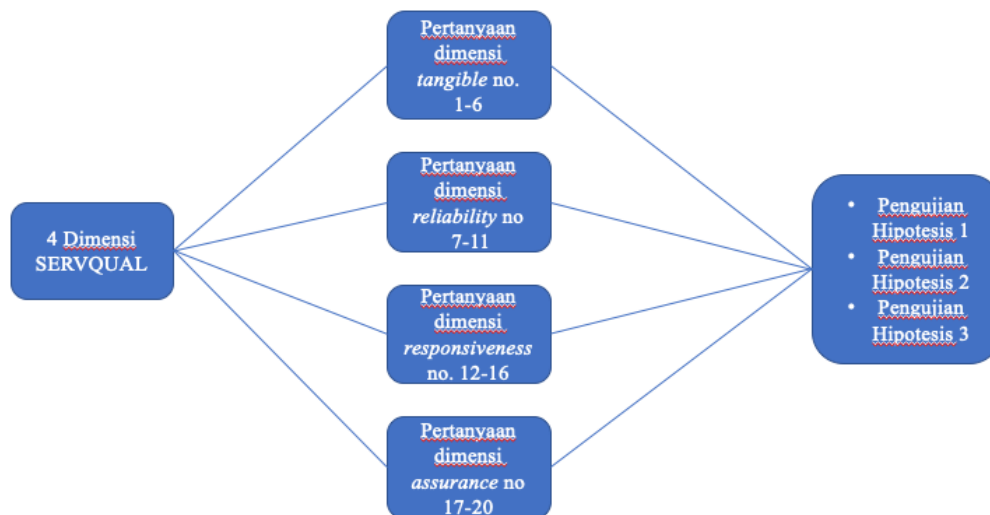 Pertanyaan
dimensi
tangible no.
1-6
Pertanyaan
dimensi
reliability no
7-11
4 Dimensi
SERVQUAL
Pertanyaan
dimensi
responsiveness
no. 12-16
Pertanyaan
dimensi
assurance no
17-20
• Pengujian
Hipotesis 1
• Pengujian
Hipotesis 2
• Pengujian
Hipotesis 3